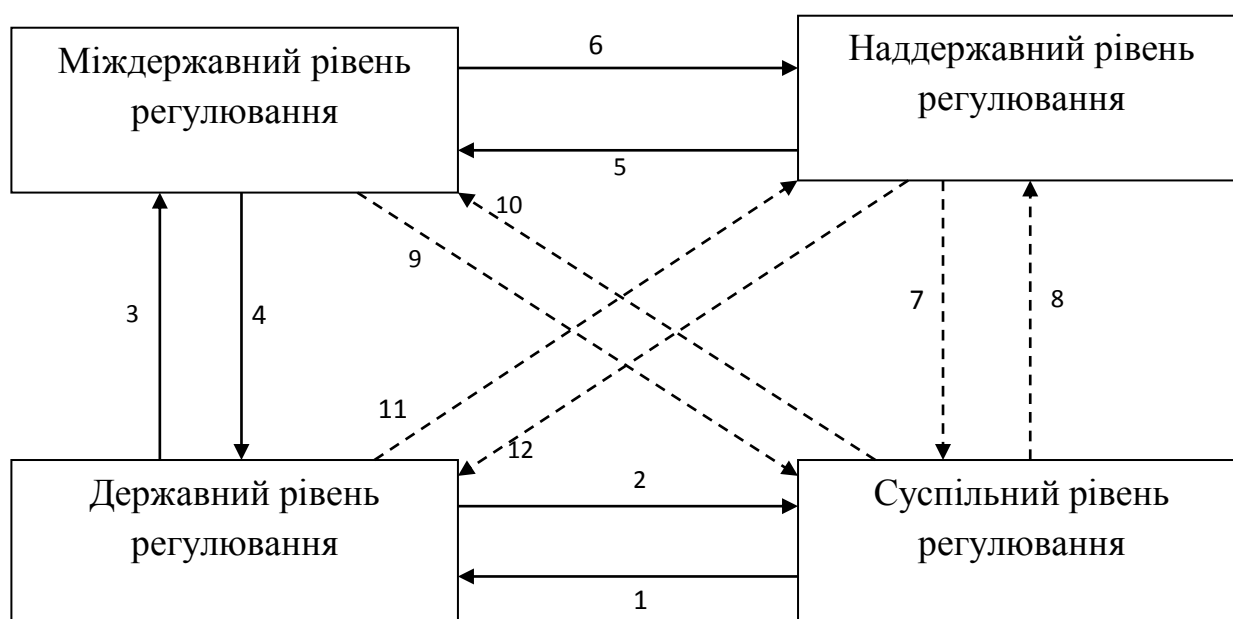 Міждержавний рівень
регулювання
6
Наддержавний рівень
регулювання
5
10
9
3
4
7
8
11
12
Державний рівень
регулювання
2
Суспільний рівень
регулювання
1